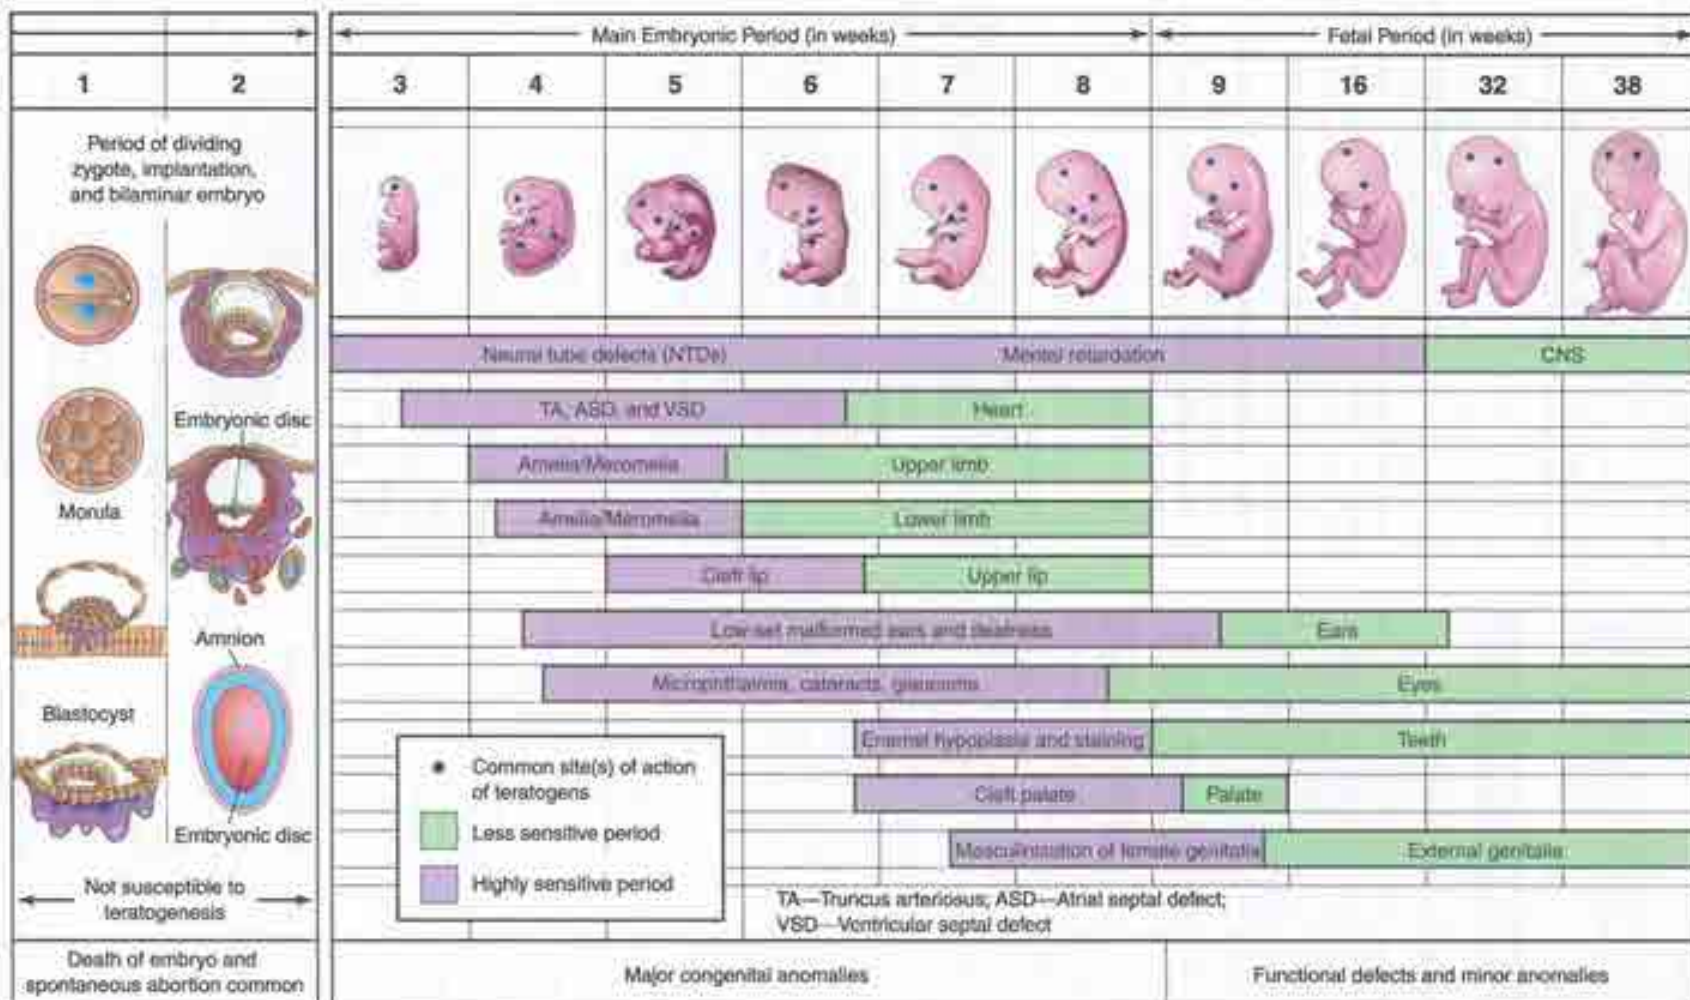 Main Embryonic Period (in weeks)
Fetal Period (in weeks)
1
2
3
4
5
6
7
8
9
16
32
38
Period of dividing
zygote, implantation,
and bilaminar embryo
Neural tube defects (NTDs)
Mental retardation
CNS
TA, ASD, and VSD
Heart
Embryonic disc
Amelia/Meromelia
Upper limb
Morula
Amelia/Meromelia
Lower limb
Cleft lip
Upper lip
Amnion
Low-set malformed ears and deafness
Ears
Microphthalmia, cataracts, glaucoma
Eyes
Blastocyst
Enamel hypoplasia and staining
Teeth
Cleft palate
Palate
Embryonic disc
Masculinization of female genitalia
External genitalia
Common site(s) of action
of teratogens
Less sensitive period
Highly sensitive period
Not susceptible to
teratogenesis
TA—Truncus arteriosus; ASD—Atrial septal defect;
VSD—Ventricular septal defect
Death of embryo and
spontaneous abortion common
Major congenital anomalies
Functional defects and minor anomalies